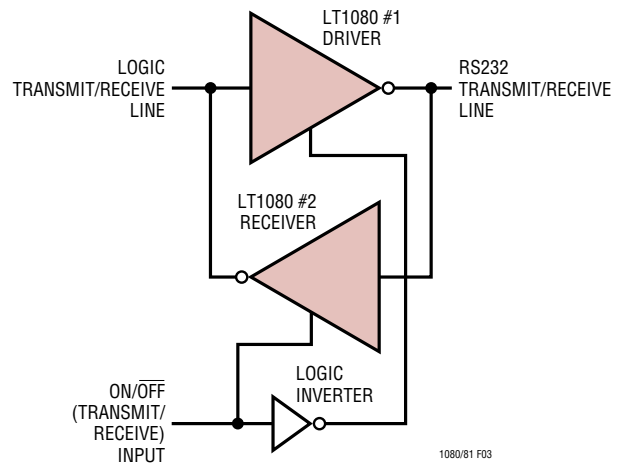 LT1080 #1
DRIVER
LOGIC
TRANSMIT/RECEIVE
LINE
RS232
TRANSMIT/RECEIVE
LINE
LT1080 #2
RECEIVER
LOGIC
INVERTER
ON/O̅F̅F̅
(TRANSMIT/
RECEIVE)
INPUT
1080/81 F03